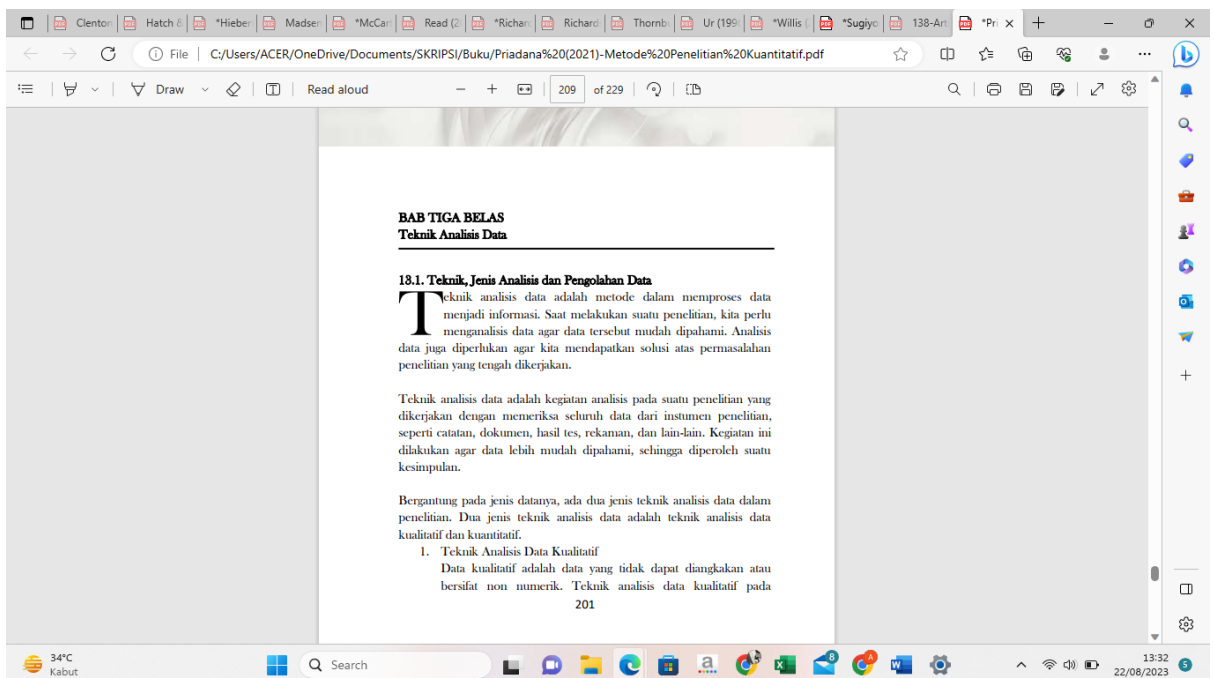 Clenton
Hatch &
*Hieber
Madsen
*McCar
Read (2
*Richar
Richard
Thornbu
Ur (199
*Willis (
*Sugiyo
138-Art
*Pri
File
C:/Users/ACER/OneDrive/Documents/SKRIPSI/Buku/Priadana%20(2021)-Metode%20Penelitian%20Kuantitatif.pdf
Draw
Read aloud
209 of 229
BAB TIGA BELAS
Teknik Analisis Data
13.1. Teknik, Jenis Analisis dan Pengolahan Data
Teknik analisis data adalah metode dalam memproses data
menjadi informasi. Saat melakukan suatu penelitian, kita perlu
menganalisis data agar data tersebut mudah dipahami. Analisis
data juga diperlukan agar kita mendapatkan solusi atas permasalahan
penelitian yang tengah dikerjakan.
Teknik analisis data adalah kegiatan analisis pada suatu penelitian yang
dikerjakan dengan memeriksa seluruh data dari instumen penelitian,
seperti catatan, dokumen, hasil tes, rekaman, dan lain-lain. Kegiatan ini
dilakukan agar data lebih mudah dipahami, sehingga diperoleh suatu
kesimpulan.
Bergantung pada jenis datanya, ada dua jenis teknik analisis data dalam
penelitian. Dua jenis teknik analisis data adalah teknik analisis data
kualitatif dan kuantitatif.
1. Teknik Analisis Data Kualitatif
Data kualitatif adalah data yang tidak dapat diangkakan atau
bersifat non numerik. Teknik analisis data kualitatif pada
201
34°C
Kabut
Search
13:32
22/08/2023